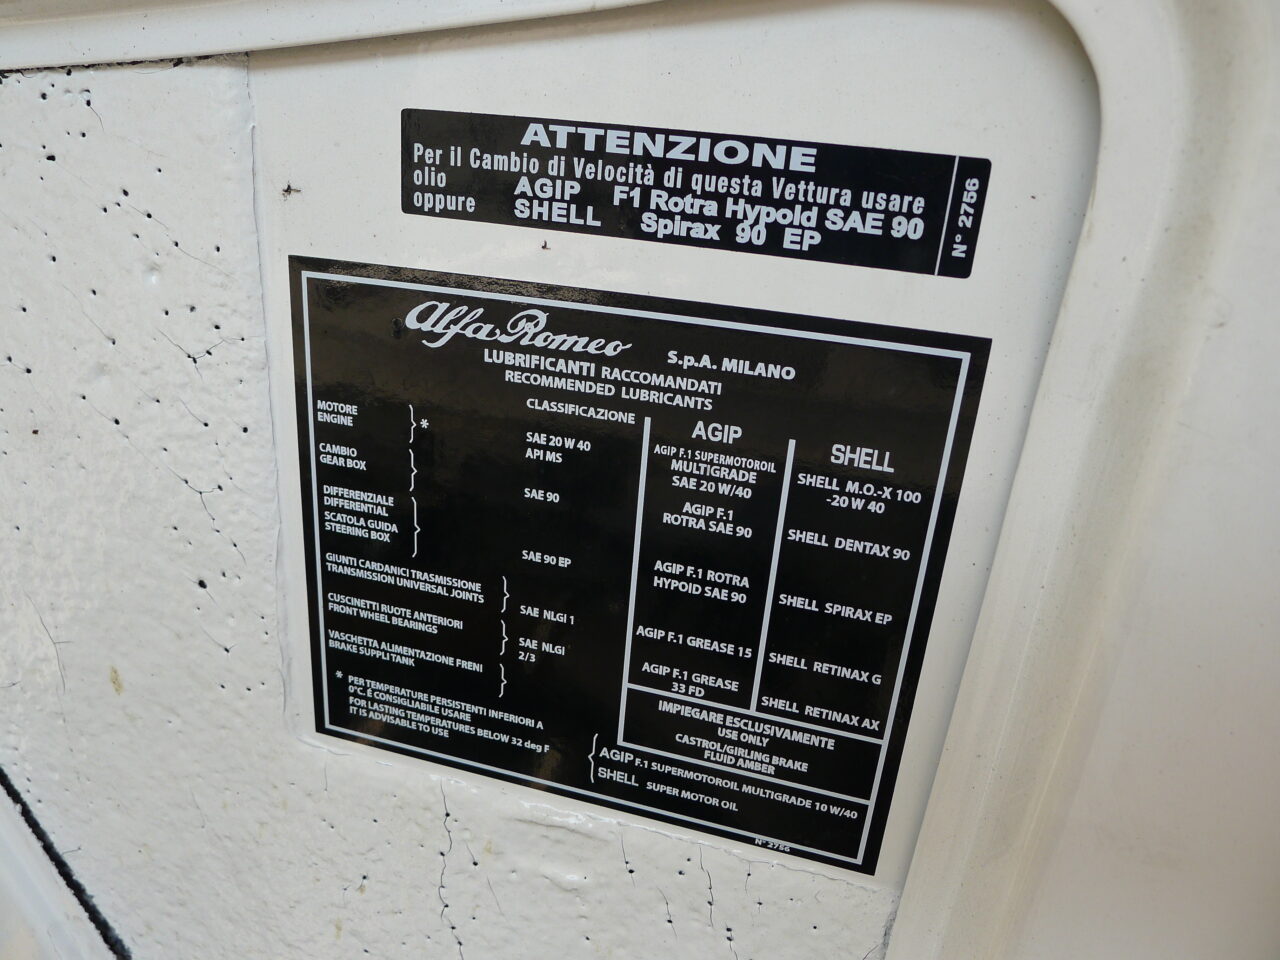 ATTENZIONE
Per il Cambio di Velocità di questa Vettura usare
olio AGIP F1 Rotra Hypoid SAE 90
oppure SHELL Spirax 90 EP
N° 2756
Alfa Romeo S.p.A. MILANO
LUBRIFICANTI RACCOMANDATI
RECOMMENDED LUBRICANTS
CLASSIFICAZIONE
AGIP
SHELL
MOTORE
ENGINE
*
SAE 20 W 40
API MS
AGIP F.1 SUPERMOTOROIL
MULTIGRADE
SAE 20 W/40
SHELL M.O.-X 100
-20 W 40
CAMBIO
GEAR BOX
SAE 90
AGIP F.1
ROTRA SAE 90
SHELL DENTAX 90
DIFFERENZIALE
DIFFERENTIAL
SCATOLA GUIDA
STEERING BOX
SAE 90 EP
AGIP F.1 ROTRA
HYPOID SAE 90
SHELL SPIRAX EP
GIUNTI CARDANICI TRASMISSIONE
TRANSMISSION UNIVERSAL JOINTS
SAE NLGI 1
AGIP F.1 GREASE 15
SHELL RETINAX G
CUSCINETTI RUOTE ANTERIORI
FRONT WHEEL BEARINGS
SAE NLGI
2/3
AGIP F.1 GREASE
33 FD
SHELL RETINAX AX
VASCHETTA ALIMENTAZIONE FRENI
BRAKE SUPPLI TANK
IMPIEGARE ESCLUSIVAMENTE
USE ONLY
CASTROL/GIRLING BRAKE
FLUID AMBER
* PER TEMPERATURE PERSISTENTI INFERIORI A
0°C. É CONSIGLIABILE USARE
FOR LASTING TEMPERATURES BELOW 32 deg F
IT IS ADVISABLE TO USE
AGIP F.1 SUPERMOTOROIL MULTIGRADE 10 W/40
SHELL SUPER MOTOR OIL
N° 2756